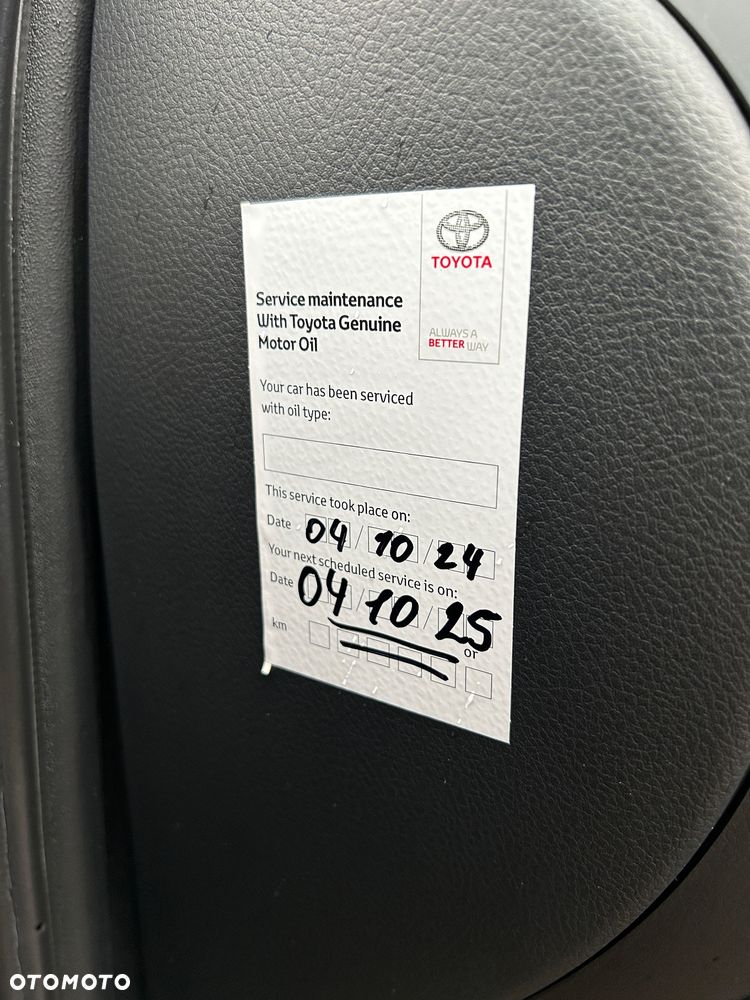 TOYOTA
ALWAYS A
BETTER WAY
Service maintenance
With Toyota Genuine
Motor Oil
Your car has been serviced
with oil type:
This service took place on:
Date 04 / 10 / 24
Your next scheduled service is on:
Date 04 / 10 / 25
or
km
OTOMOTO